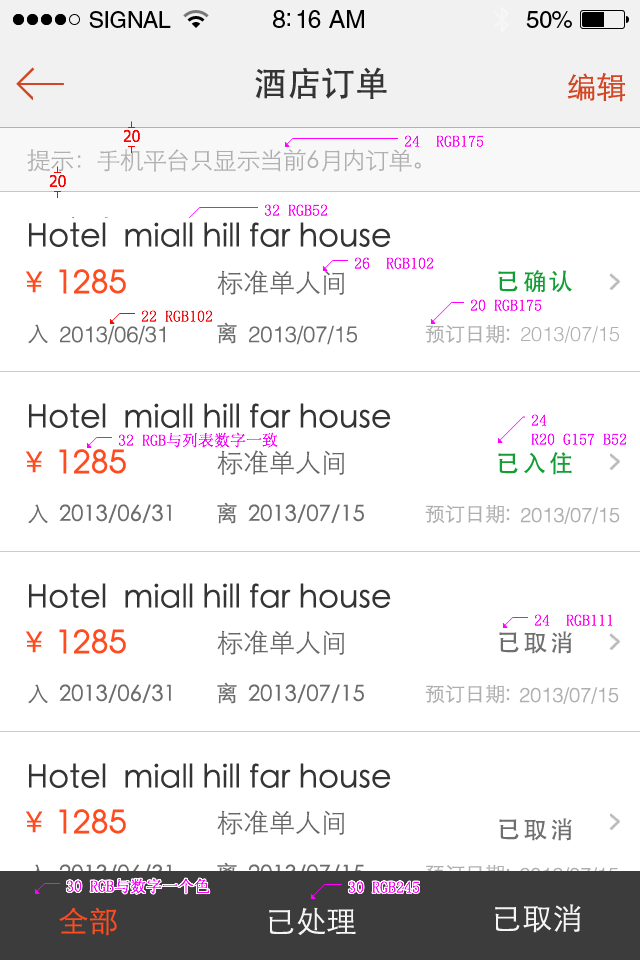 SIGNAL 8:16 AM 50%
酒店订单 编辑
20
24 RGB175
提示：手机平台只显示当前6月内订单。
20
32 RGB52
Hotel miall hill far house
26 RGB102
¥ 1285 标准单人间 已确认
20 RGB175
22 RGB102
入 2013/06/31 离 2013/07/15 预订日期: 2013/07/15
Hotel miall hill far house
24
R20 G157 B52
32 RGB与列表数字一致
¥ 1285 标准单人间 已入住
入 2013/06/31 离 2013/07/15 预订日期: 2013/07/15
Hotel miall hill far house
24 RGB111
¥ 1285 标准单人间 已取消
入 2013/06/31 离 2013/07/15 预订日期: 2013/07/15
Hotel miall hill far house
¥ 1285 标准单人间 已取消
30 RGB与数字一个色
30 RGB245
全部 已处理 已取消